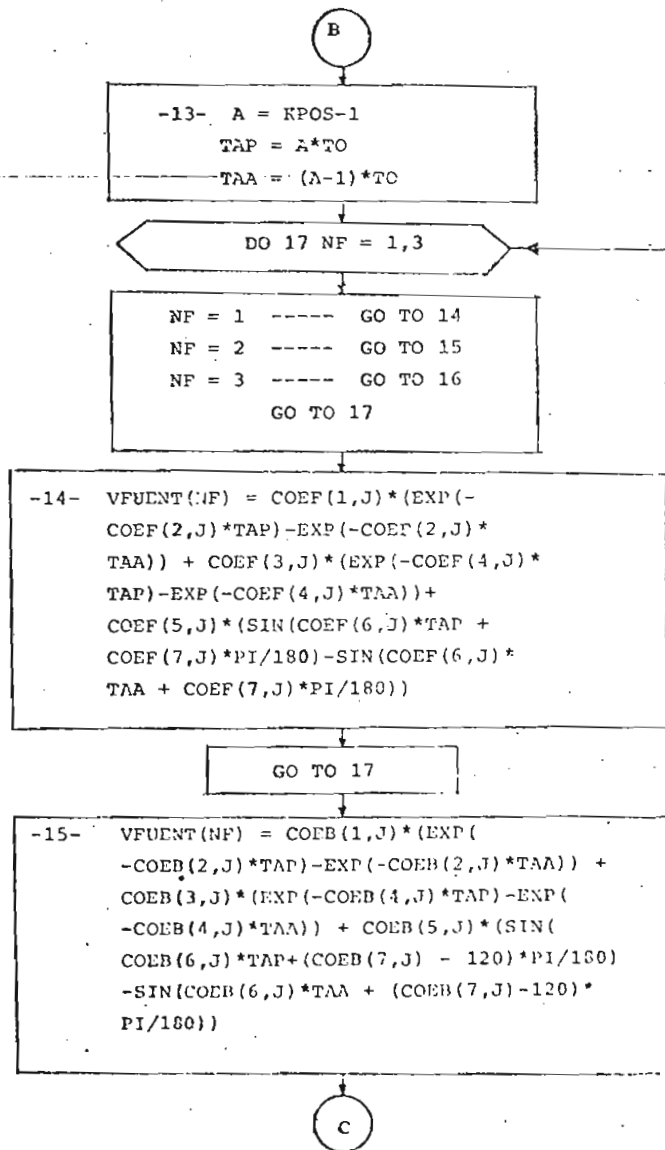 B
-13- A = KPOS-1
TAP = A*TO
TAA = (A-1)*TO
DO 17 NF = 1,3
NF = 1 ----- GO TO 14
NF = 2 ----- GO TO 15
NF = 3 ----- GO TO 16
GO TO 17
-14- VFUENT(NF) = COEF(1,J)*(EXP(-
COEF(2,J)*TAP)-EXP(-COEF(2,J)*
TAA)) + COEF(3,J)*(EXP(-COEF(4,J)*
TAP)-EXP(-COEF(4,J)*TAA))+
COEF(5,J)*(SIN(COEF(6,J)*TAP +
COEF(7,J)*PI/180)-SIN(COEF(6,J)*
TAA + COEF(7,J)*PI/180))
GO TO 17
-15- VFUENT(NF) = COEB(1,J)*(EXP(
-COEB(2,J)*TAP)-EXP(-COEB(2,J)*TAA)) +
COEB(3,J)*(EXP(-COEB(4,J)*TAP)-EXP(
-COEB(4,J)*TAA)) + COEB(5,J)*(SIN(
COEB(6,J)*TAP+(COEB(7,J) - 120)*PI/180)
-SIN(COEB(6,J)*TAA + (COEB(7,J)-120)*
PI/180))
C